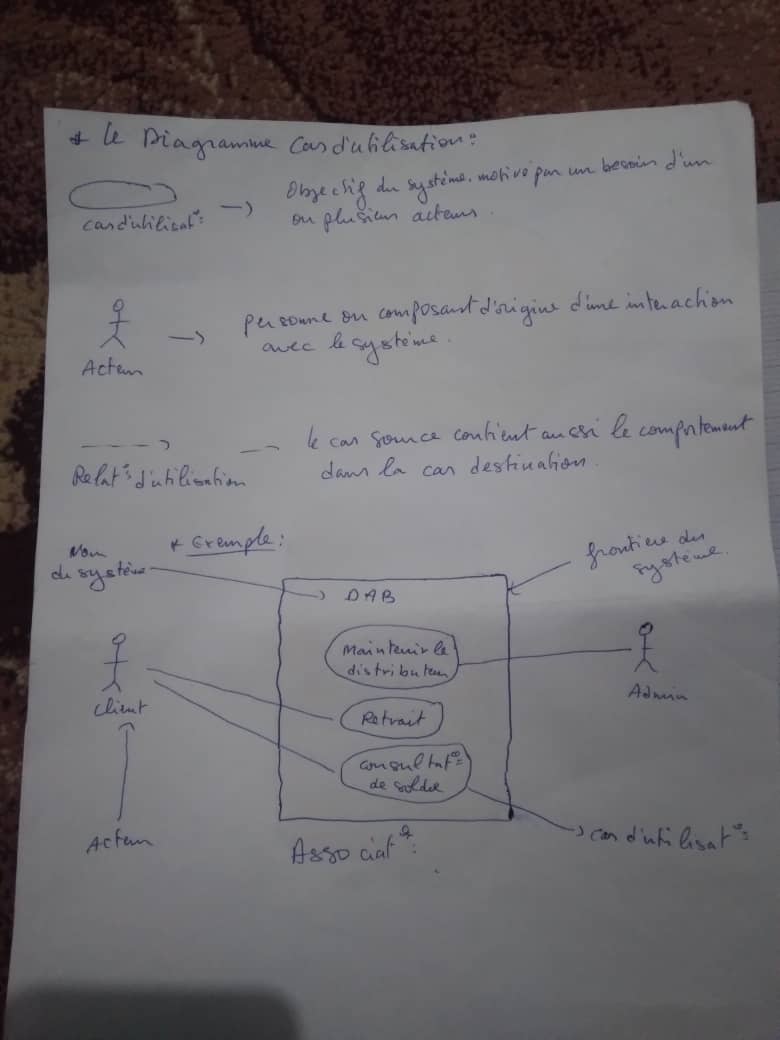 * Le Diagramme Cas d'utilisation :
Objectif du système. motivé par un besoin d'un
cas d'utilisat° :
ou plusieurs acteurs.
personne ou composant d'origine d'une interaction
avec le système.
Acteur
le cas source contient aussi le comportement
Relat° d'utilisation
dans la cas destination.
* Exemple :
Nom
du système
frontiere du
système.
DAB
Maintenir le
distributeur
Admin
Client
Retrait
consultat°
de solde
Acteur
Associat° :
cas d'utilisat° :